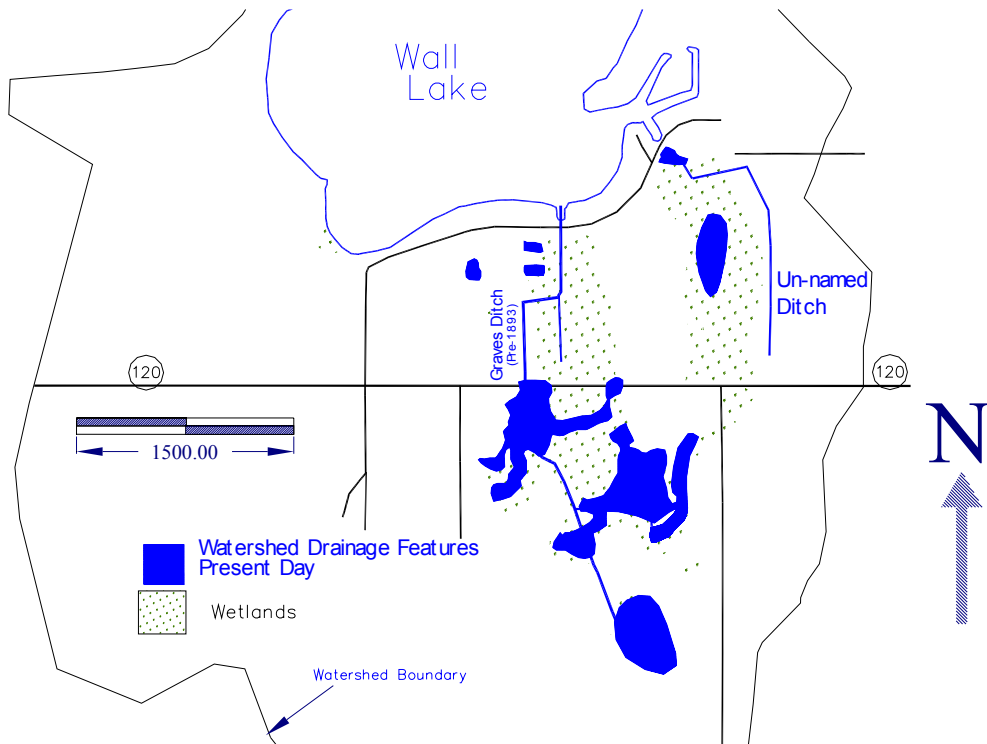 Wall
Lake
Un-named
Ditch
Graves Ditch
(Pre-1893)
120
120
1500.00
N
Watershed Drainage Features
Present Day
Wetlands
Watershed Boundary